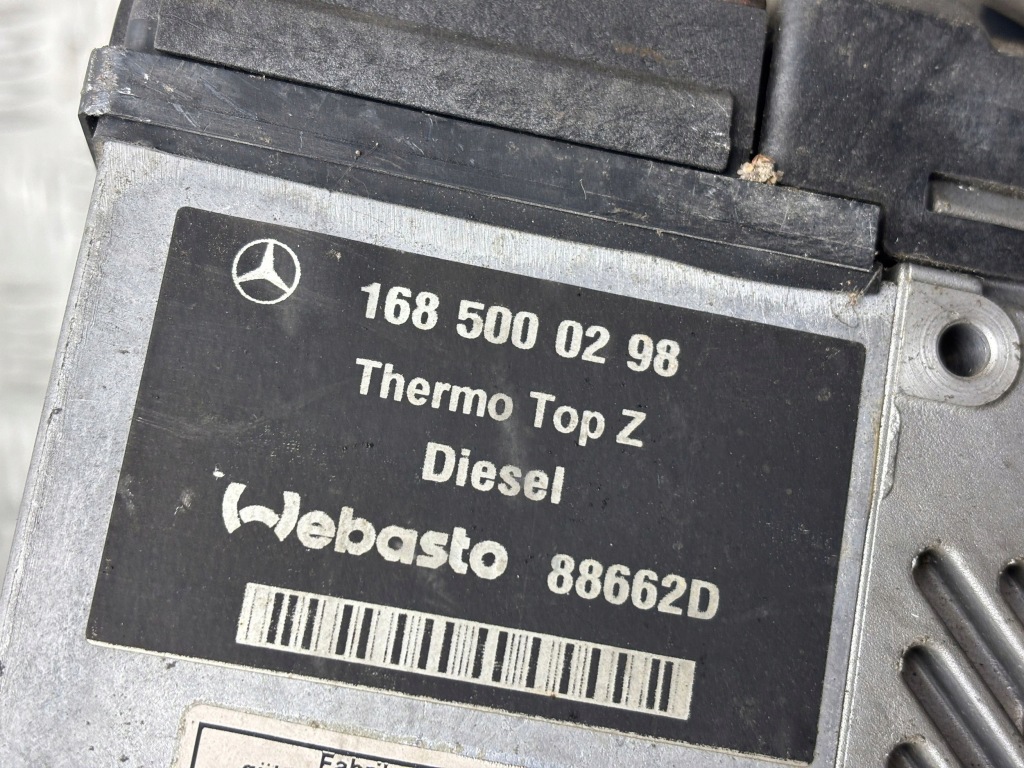 168 500 02 98
Thermo Top Z
Diesel
Webasto 88662D